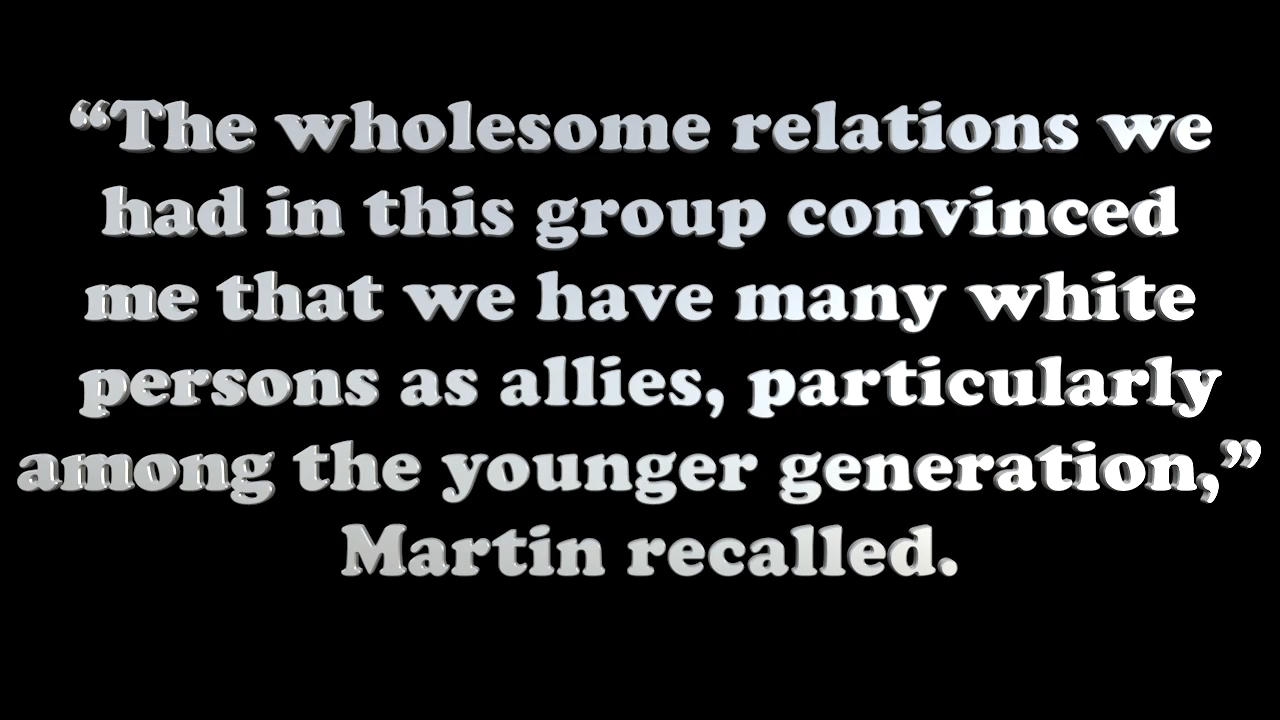 “The wholesome relations we
had in this group convinced
me that we have many white
persons as allies, particularly
among the younger generation,”
Martin recalled.